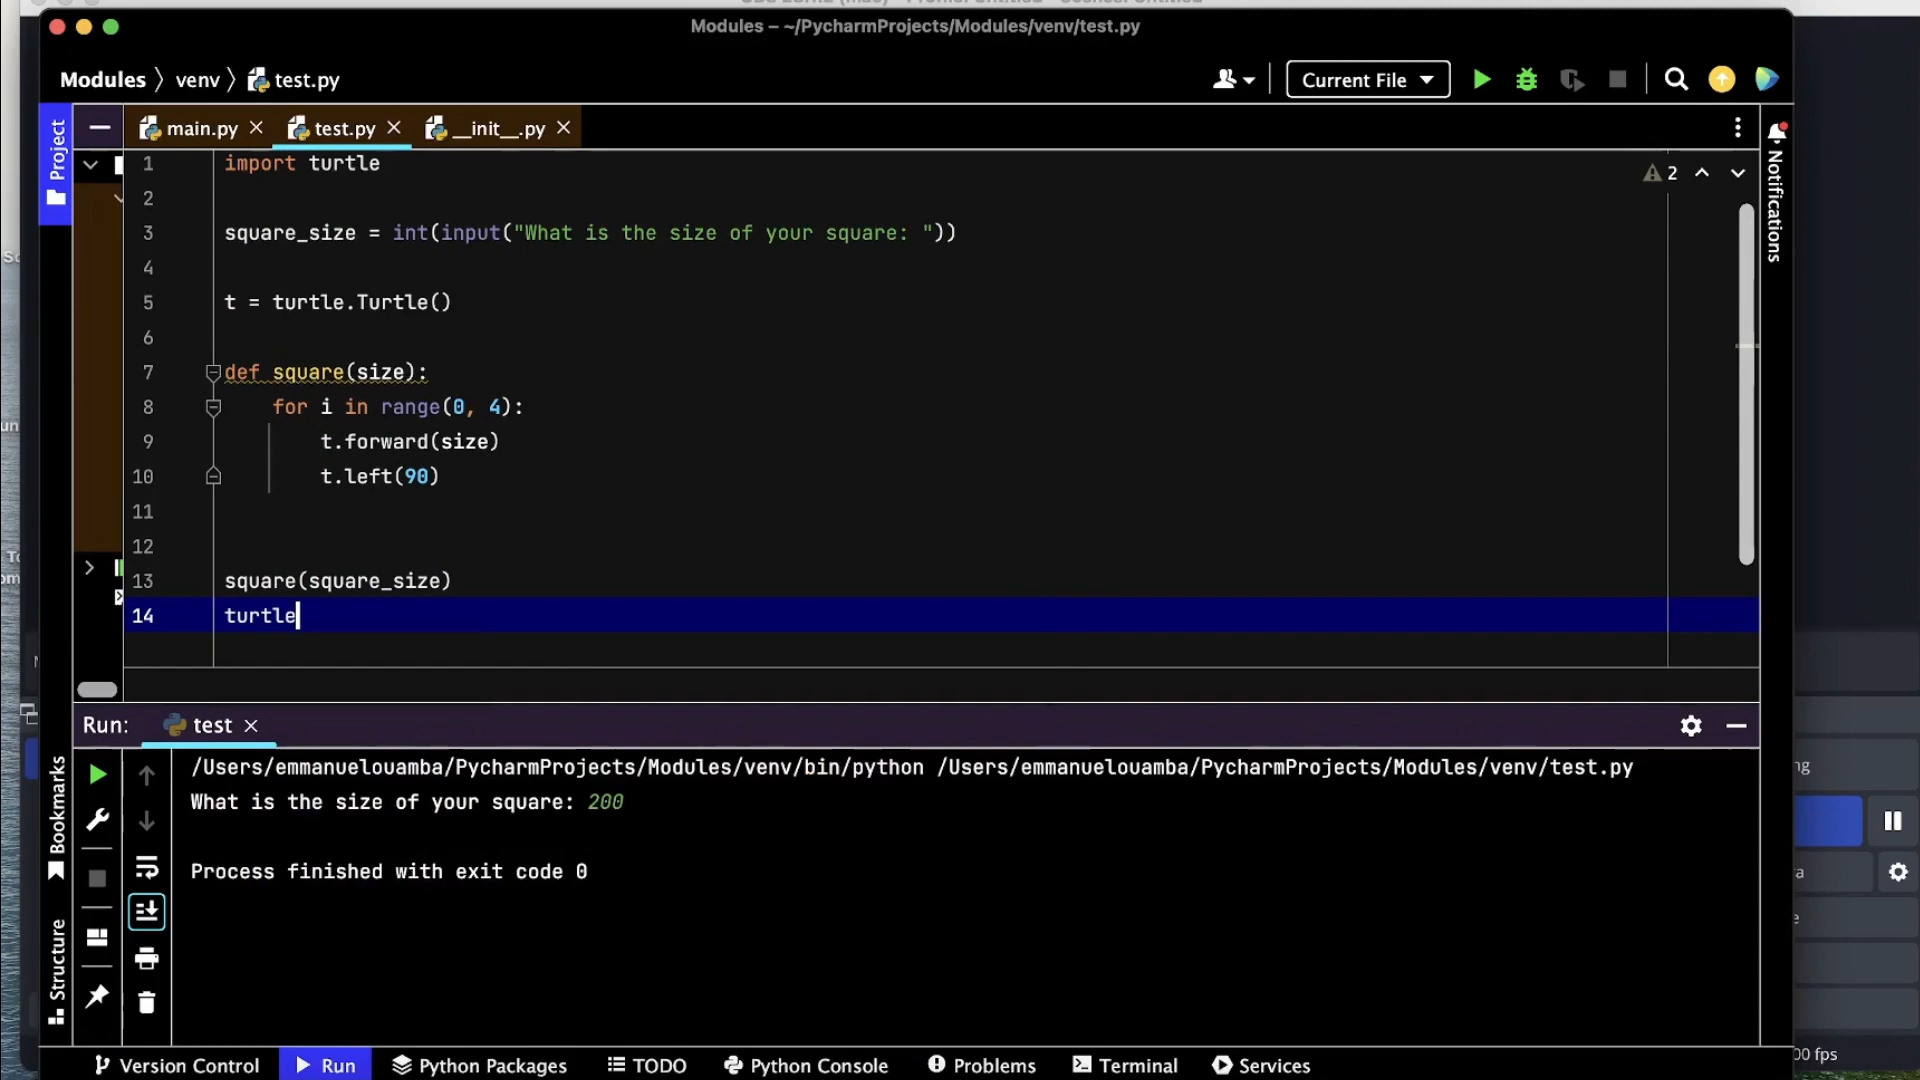 Modules – ~/PycharmProjects/Modules/venv/test.py
Modules venv test.py
Current File
Project
main.py test.py __init__.py
Notifications
2
1 import turtle
2
3 square_size = int(input("What is the size of your square: "))
4
5 t = turtle.Turtle()
6
7 def square(size):
8 for i in range(0, 4):
9 t.forward(size)
10 t.left(90)
11
12
13 square(square_size)
14 turtle
Run: test
/Users/emmanuelouamba/PycharmProjects/Modules/venv/bin/python /Users/emmanuelouamba/PycharmProjects/Modules/venv/test.py
What is the size of your square: 200
Process finished with exit code 0
Bookmarks
Structure
Version Control Run Python Packages TODO Python Console Problems Terminal Services
00 fps